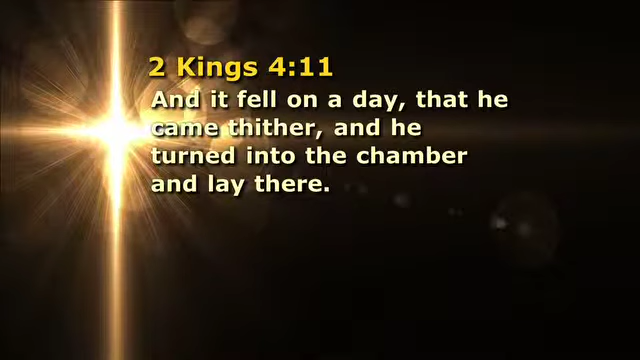 2 Kings 4:11
And it fell on a day, that he
came thither, and he
turned into the chamber
and lay there.